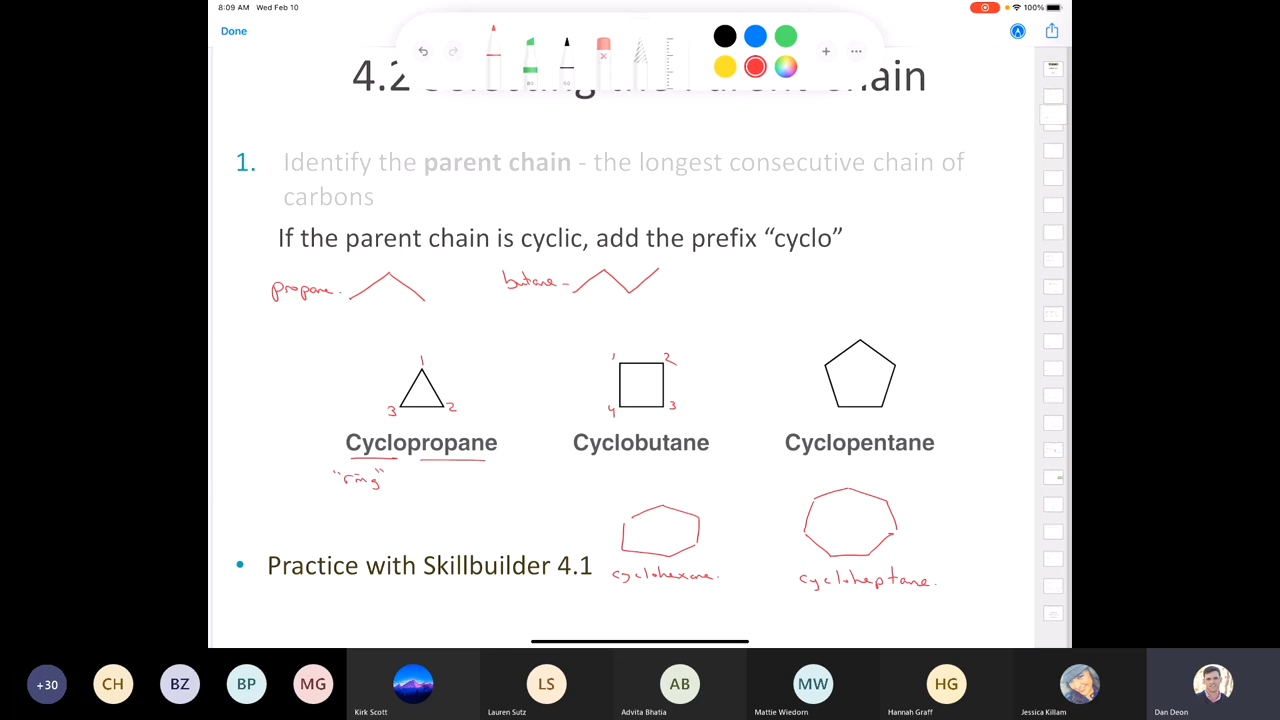 8:09 AM Wed Feb 10
100%
Done
4.2
ain
1. Identify the parent chain - the longest consecutive chain of
carbons
If the parent chain is cyclic, add the prefix “cyclo”
propane.
butane -
1
3
2
1
2
4
3
Cyclopropane
Cyclobutane
Cyclopentane
"ring"
• Practice with Skillbuilder 4.1
cyclohexane.
cycloheptane.
+30
CH
BZ
BP
MG
LS
AB
MW
HG
Kirk Scott
Lauren Sutz
Advita Bhatia
Mattie Wiedorn
Hannah Graff
Jessica Killam
Dan Deon